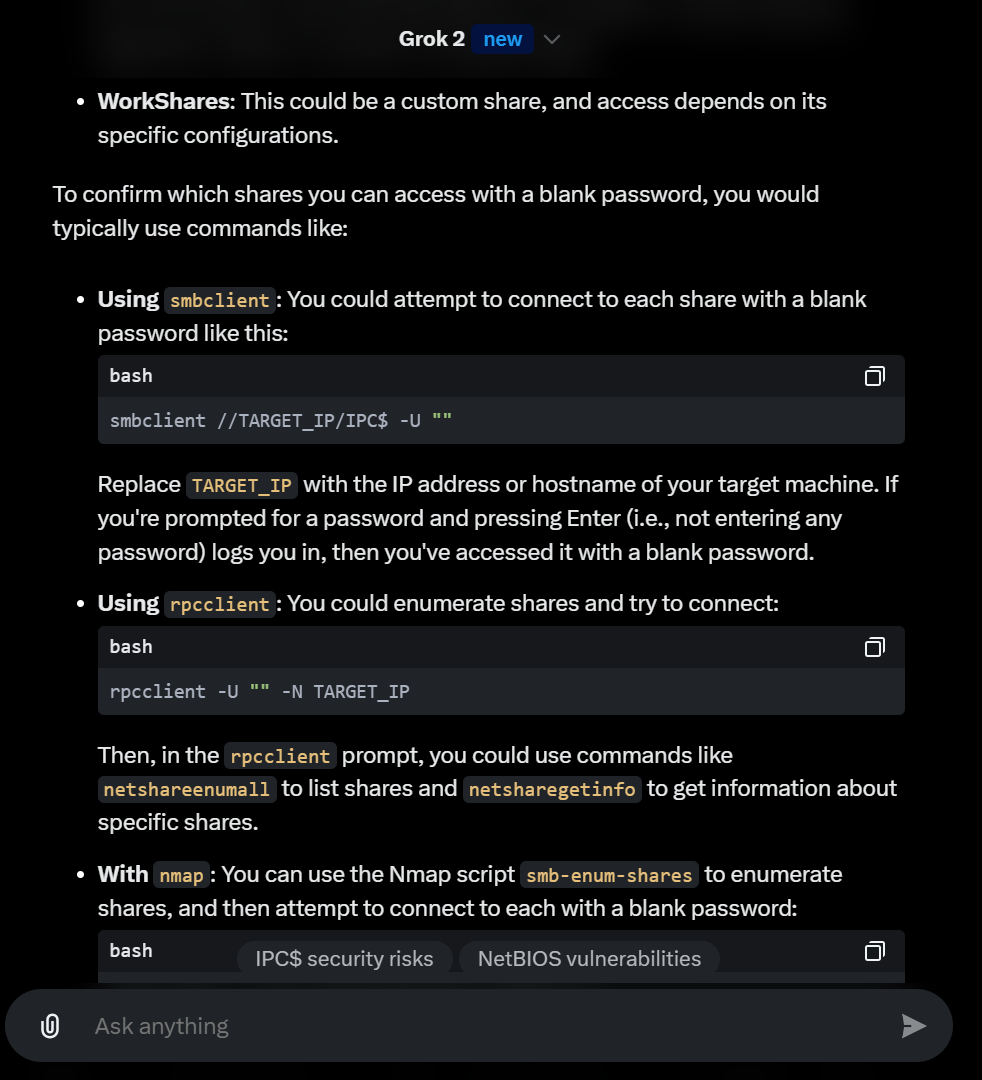 Grok 2 new
• WorkShares: This could be a custom share, and access depends on its
specific configurations.
To confirm which shares you can access with a blank password, you would
typically use commands like:
• Using smbclient: You could attempt to connect to each share with a blank
password like this:
bash
smbclient //TARGET_IP/IPC$ -U ""
Replace TARGET_IP with the IP address or hostname of your target machine. If
you're prompted for a password and pressing Enter (i.e., not entering any
password) logs you in, then you've accessed it with a blank password.
• Using rpcclient: You could enumerate shares and try to connect:
bash
rpcclient -U "" -N TARGET_IP
Then, in the rpcclient prompt, you could use commands like
netshareenumall to list shares and netsharegetinfo to get information about
specific shares.
• With nmap: You can use the Nmap script smb-enum-shares to enumerate
shares, and then attempt to connect to each with a blank password:
bash
IPC$ security risks NetBIOS vulnerabilities
Ask anything